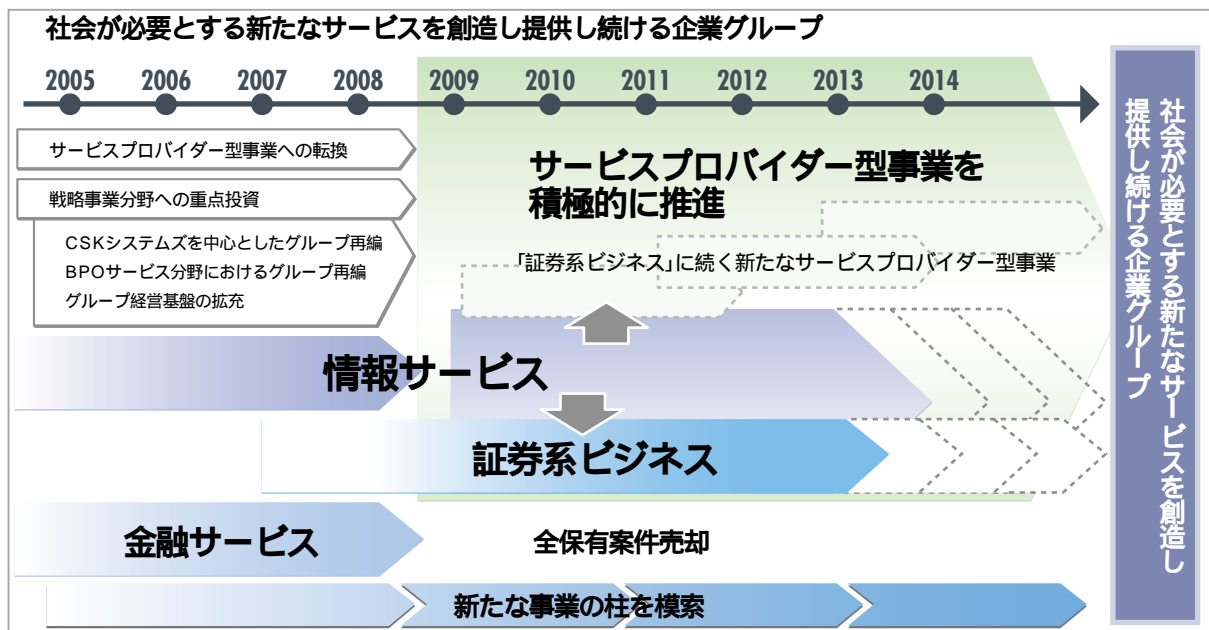 社会が必要とする新たなサービスを創造し提供し続ける企業グループ
2005 2006 2007 2008 2009 2010 2011 2012 2013 2014
サービスプロバイダー型事業への転換
戦略事業分野への重点投資
CSKシステムズを中心としたグループ再編
BPOサービス分野におけるグループ再編
グループ経営基盤の拡充
サービスプロバイダー型事業を
積極的に推進
「証券系ビジネス」に続く新たなサービスプロバイダー型事業
情報サービス
証券系ビジネス
金融サービス
全保有案件売却
新たな事業の柱を模索
社会が必要とする新たなサービスを創造し
提供し続ける企業グループ